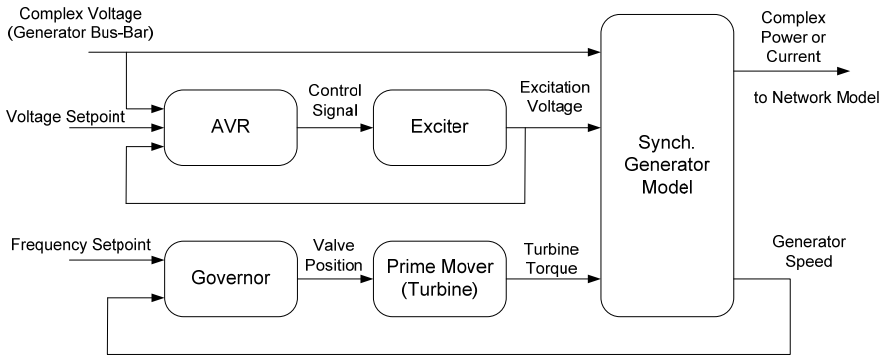 Complex Voltage
(Generator Bus-Bar)
Complex
Power or
Current
to Network Model
Voltage Setpoint
AVR
Control
Signal
Exciter
Excitation
Voltage
Synch.
Generator
Model
Frequency Setpoint
Governor
Valve
Position
Prime Mover
(Turbine)
Turbine
Torque
Generator
Speed